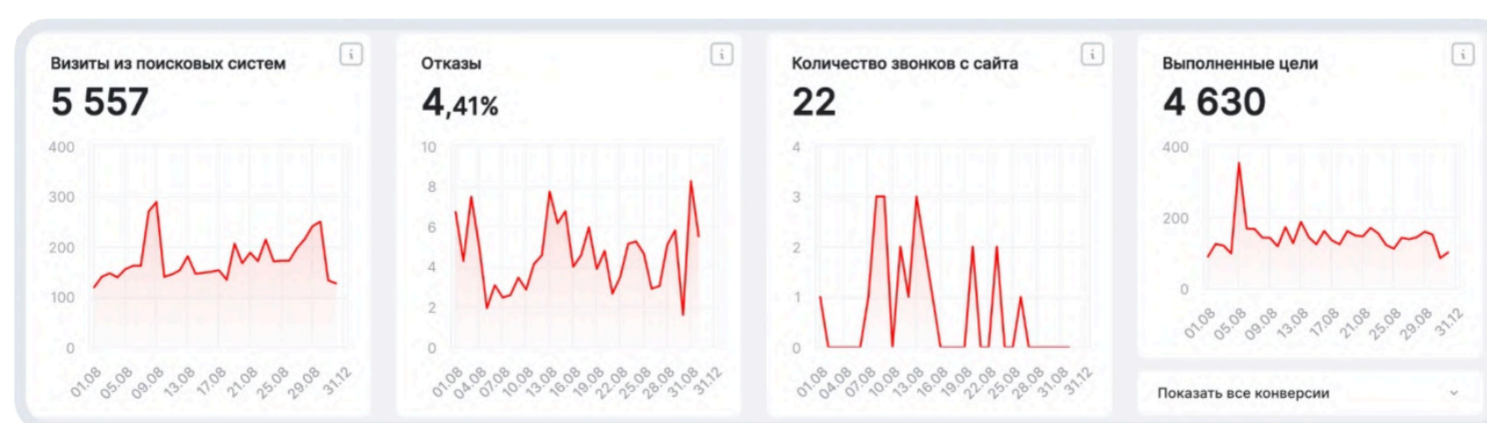 Визиты из поисковых систем
5 557
400
300
200
100
0
01.08 05.08 09.08 13.08 17.08 21.08 25.08 29.08 31.12
Отказы
4,41%
10
8
6
4
2
0
01.08 04.08 07.08 10.08 13.08 16.08 19.08 22.08 25.08 28.08 31.08 31.12
Количество звонков с сайта
22
4
3
2
1
0
01.08 04.08 07.08 10.08 13.08 16.08 19.08 22.08 25.08 28.08 31.08 31.12
Выполненные цели
4 630
400
200
0
01.08 05.08 09.08 13.08 17.08 21.08 25.08 29.08 31.12
Показать все конверсии